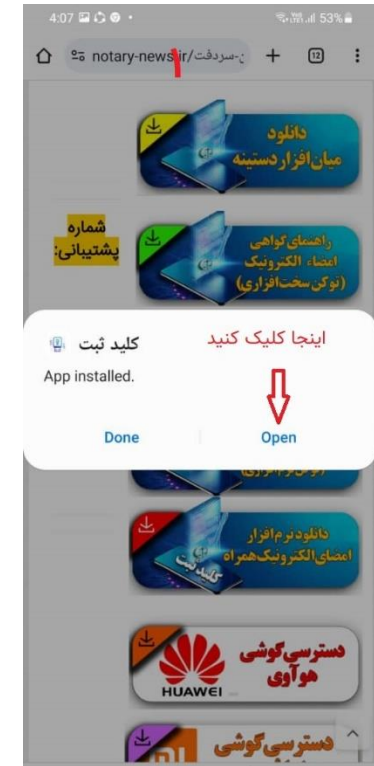 4:07
53%
notary-news.ir/ن-سردفت
12
دانلود
میان‌افزار دستینه
شماره
پشتیبانی:
راهنمای گواهی
امضاء الکترونیک
(توکن سخت‌افزاری)
کلید ثبت
اینجا کلیک کنید
App installed.
Done
Open
دانلود نرم‌افزار
امضای الکترونیک همراه
کلید ثبت
دسترسی گوشی
هوآوی
HUAWEI
دسترسی گوشی